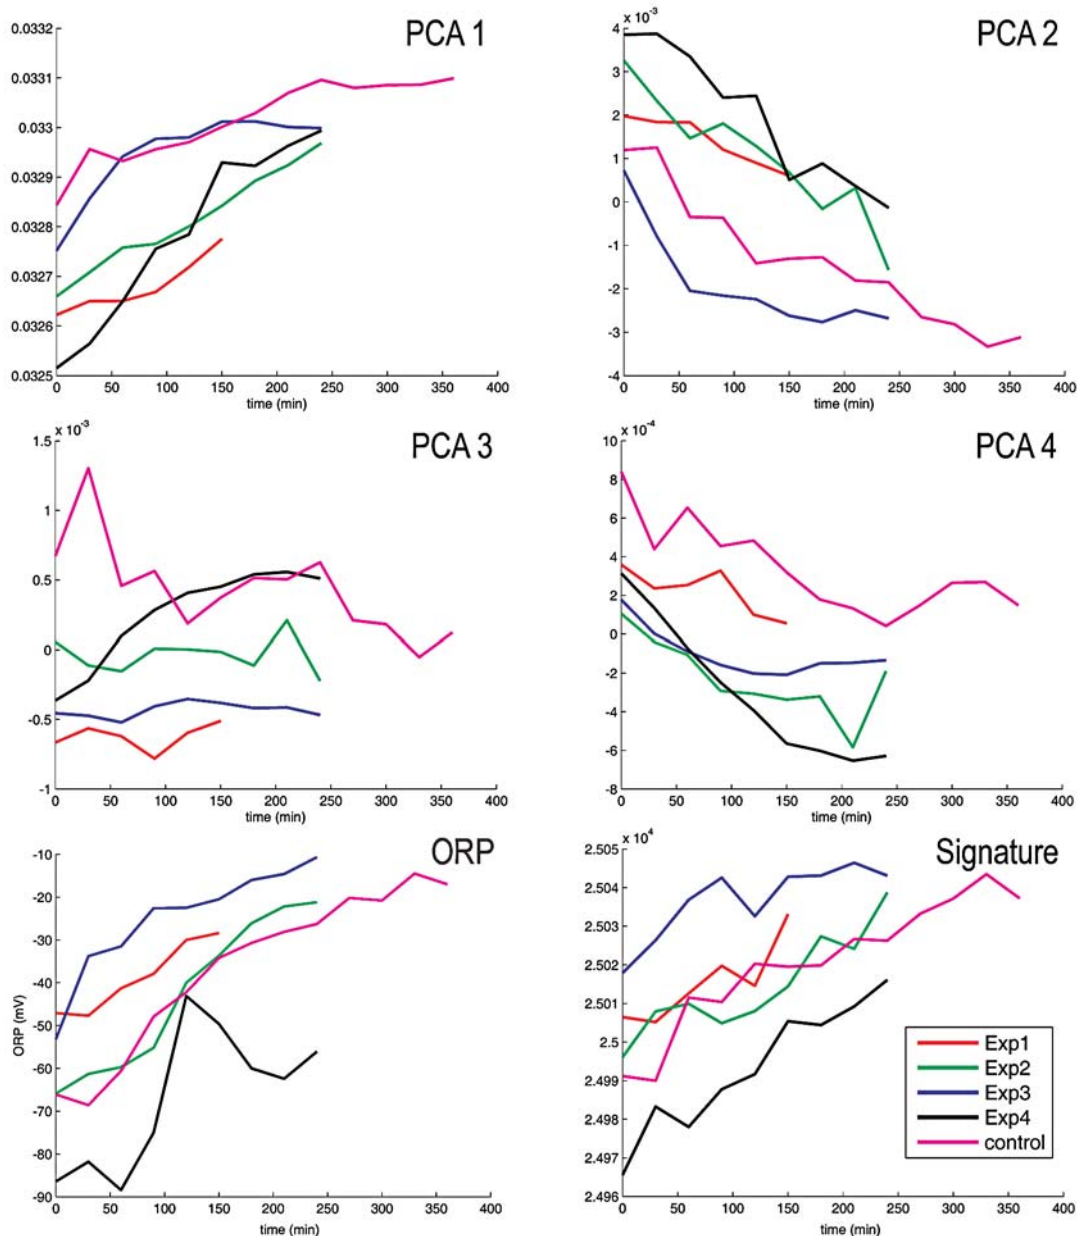 PCA 1
0.0332
0.0331
0.033
0.0329
0.0328
0.0327
0.0326
0.0325
0 50 100 150 200 250 300 350 400
time (min)
PCA 2
x 10-3
4
3
2
1
0
-1
-2
-3
-4
0 50 100 150 200 250 300 350 400
time (min)
PCA 3
x 10-3
1.5
1
0.5
0
-0.5
-1
0 50 100 150 200 250 300 350 400
time (min)
PCA 4
x 10-4
10
8
6
4
2
0
-2
-4
-6
-8
0 50 100 150 200 250 300 350 400
time (min)
ORP
ORP (mV)
-10
-20
-30
-40
-50
-60
-70
-80
-90
0 50 100 150 200 250 300 350 400
time (min)
Signature
x 104
2.505
2.504
2.503
2.502
2.501
2.5
2.499
2.498
2.497
2.496
0 50 100 150 200 250 300 350 400
time (min)
Exp1
Exp2
Exp3
Exp4
control